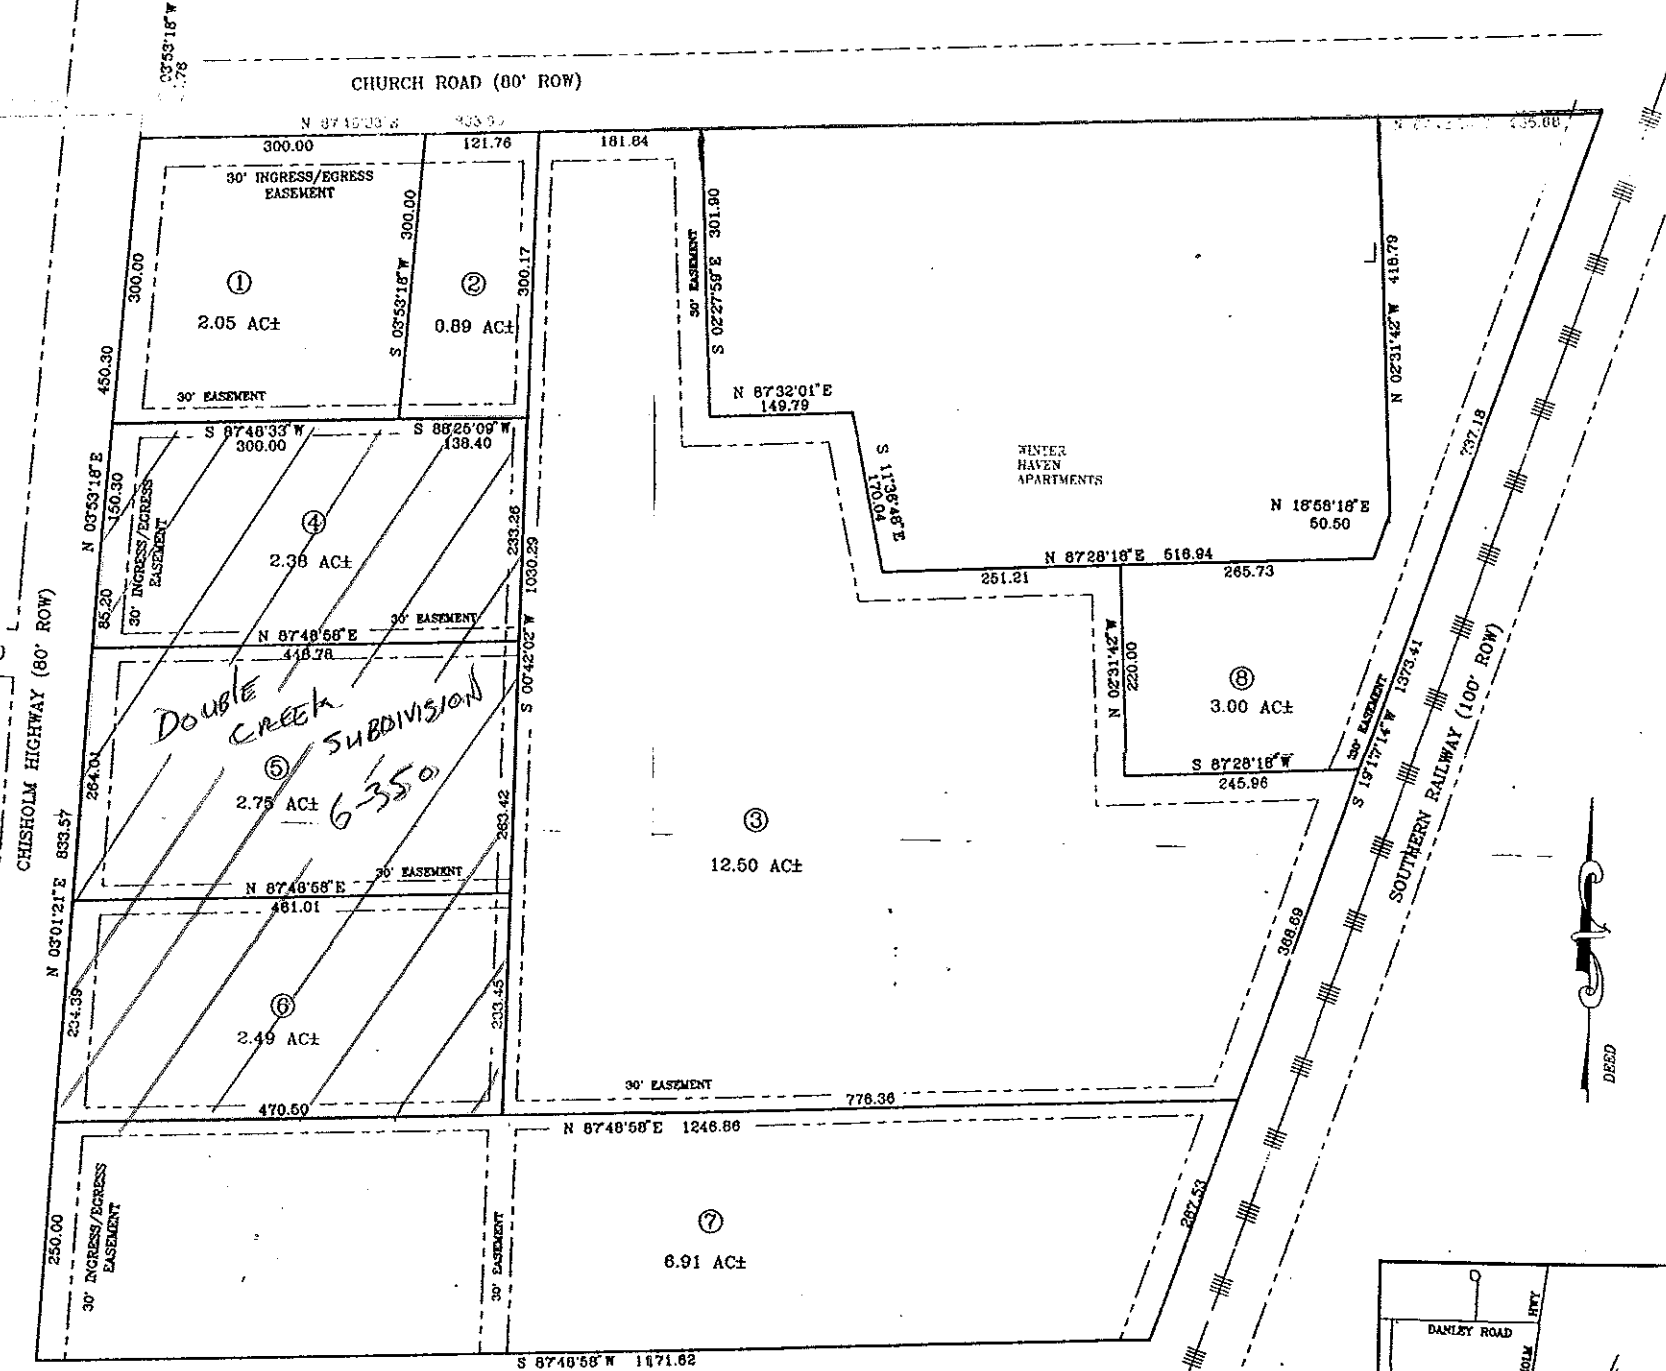 03°53'18"W
.76
CHURCH ROAD (80' ROW)
300.00
121.76
181.84
30' INGRESS/EGRESS
EASEMENT
300.00
S 03°53'18"W 300.00
300.17
①
2.05 AC±
②
0.89 AC±
50' EASEMENT
S 02°27'59"E 301.90
N 02°31'42"W 418.79
450.30
30' EASEMENT
S 87°48'33"W
300.00
S 88°25'09"W
138.40
N 87°32'01"E
149.79
S 11°36'48"E
170.04
WINTER
HAVEN
APARTMENTS
N 18°58'18"E
50.50
737.18
N 03°53'18"E
150.30
30' INGRESS/EGRESS
EASEMENT
④
2.38 AC±
233.26
S 00°42'02"W 1030.29
N 87°28'18"E 516.94
251.21
265.73
85.20
30' EASEMENT
N 87°48'58"E
448.78
N 02°31'42"W
220.00
⑧
3.00 AC±
30' EASEMENT
S 19°17'14"W 1373.41
SOUTHERN RAILWAY (100' ROW)
S 87°28'18"W
245.96
CHISHOLM HIGHWAY (80' ROW)
DOUBLE
CREEK
SUBDIVISION
6-350
264.01
⑤
2.75 AC±
263.42
③
12.50 AC±
N 03°01'21"E 833.57
30' EASEMENT
N 87°48'58"E
461.01
368.69
234.39
⑥
2.49 AC±
233.45
DEED
30' EASEMENT
470.50
776.36
N 87°48'58"E 1246.86
250.00
30' INGRESS/EGRESS
EASEMENT
30' EASEMENT
⑦
6.91 AC±
267.53
S 87°48'58"W 1171.62
DANLEY ROAD
HWY